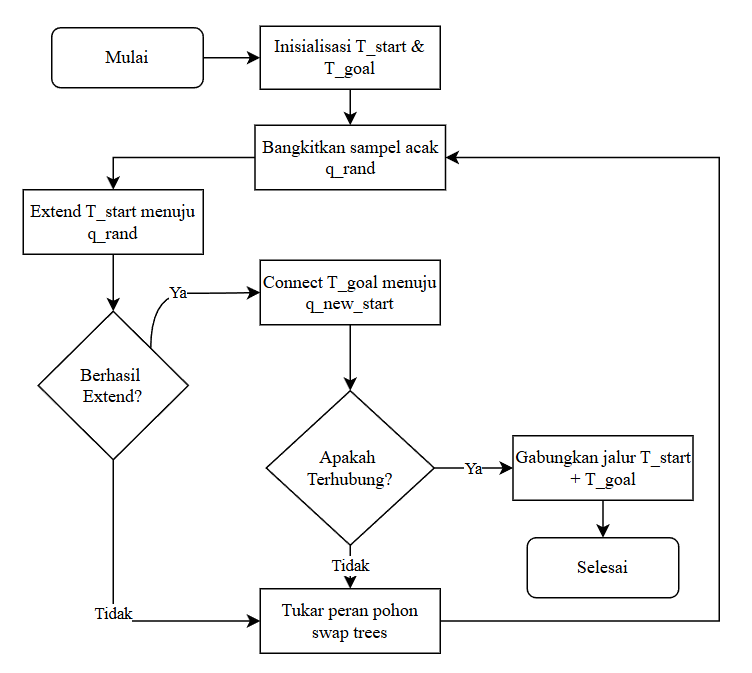 Mulai
Inisialisasi T_start &
T_goal
Bangkitkan sampel acak
q_rand
Extend T_start menuju
q_rand
Ya
Connect T_goal menuju
q_new_start
Berhasil
Extend?
Apakah
Terhubung?
Ya
Gabungkan jalur T_start
+ T_goal
Selesai
Tidak
Tidak
Tukar peran pohon
swap trees